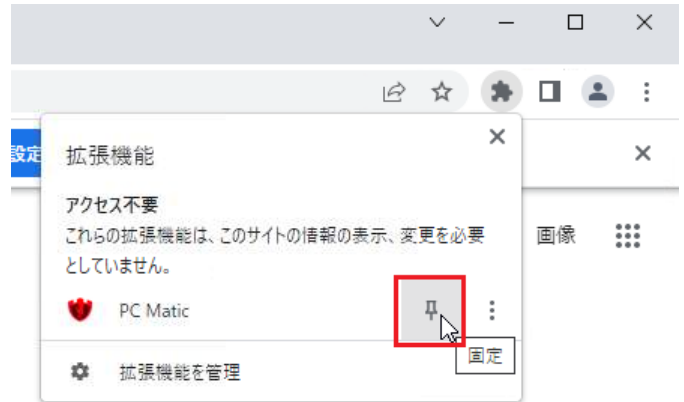 設定
拡張機能
アクセス不要
これらの拡張機能は、このサイトの情報の表示、変更を必要
としていません。
画像
PC Matic
固定
拡張機能を管理